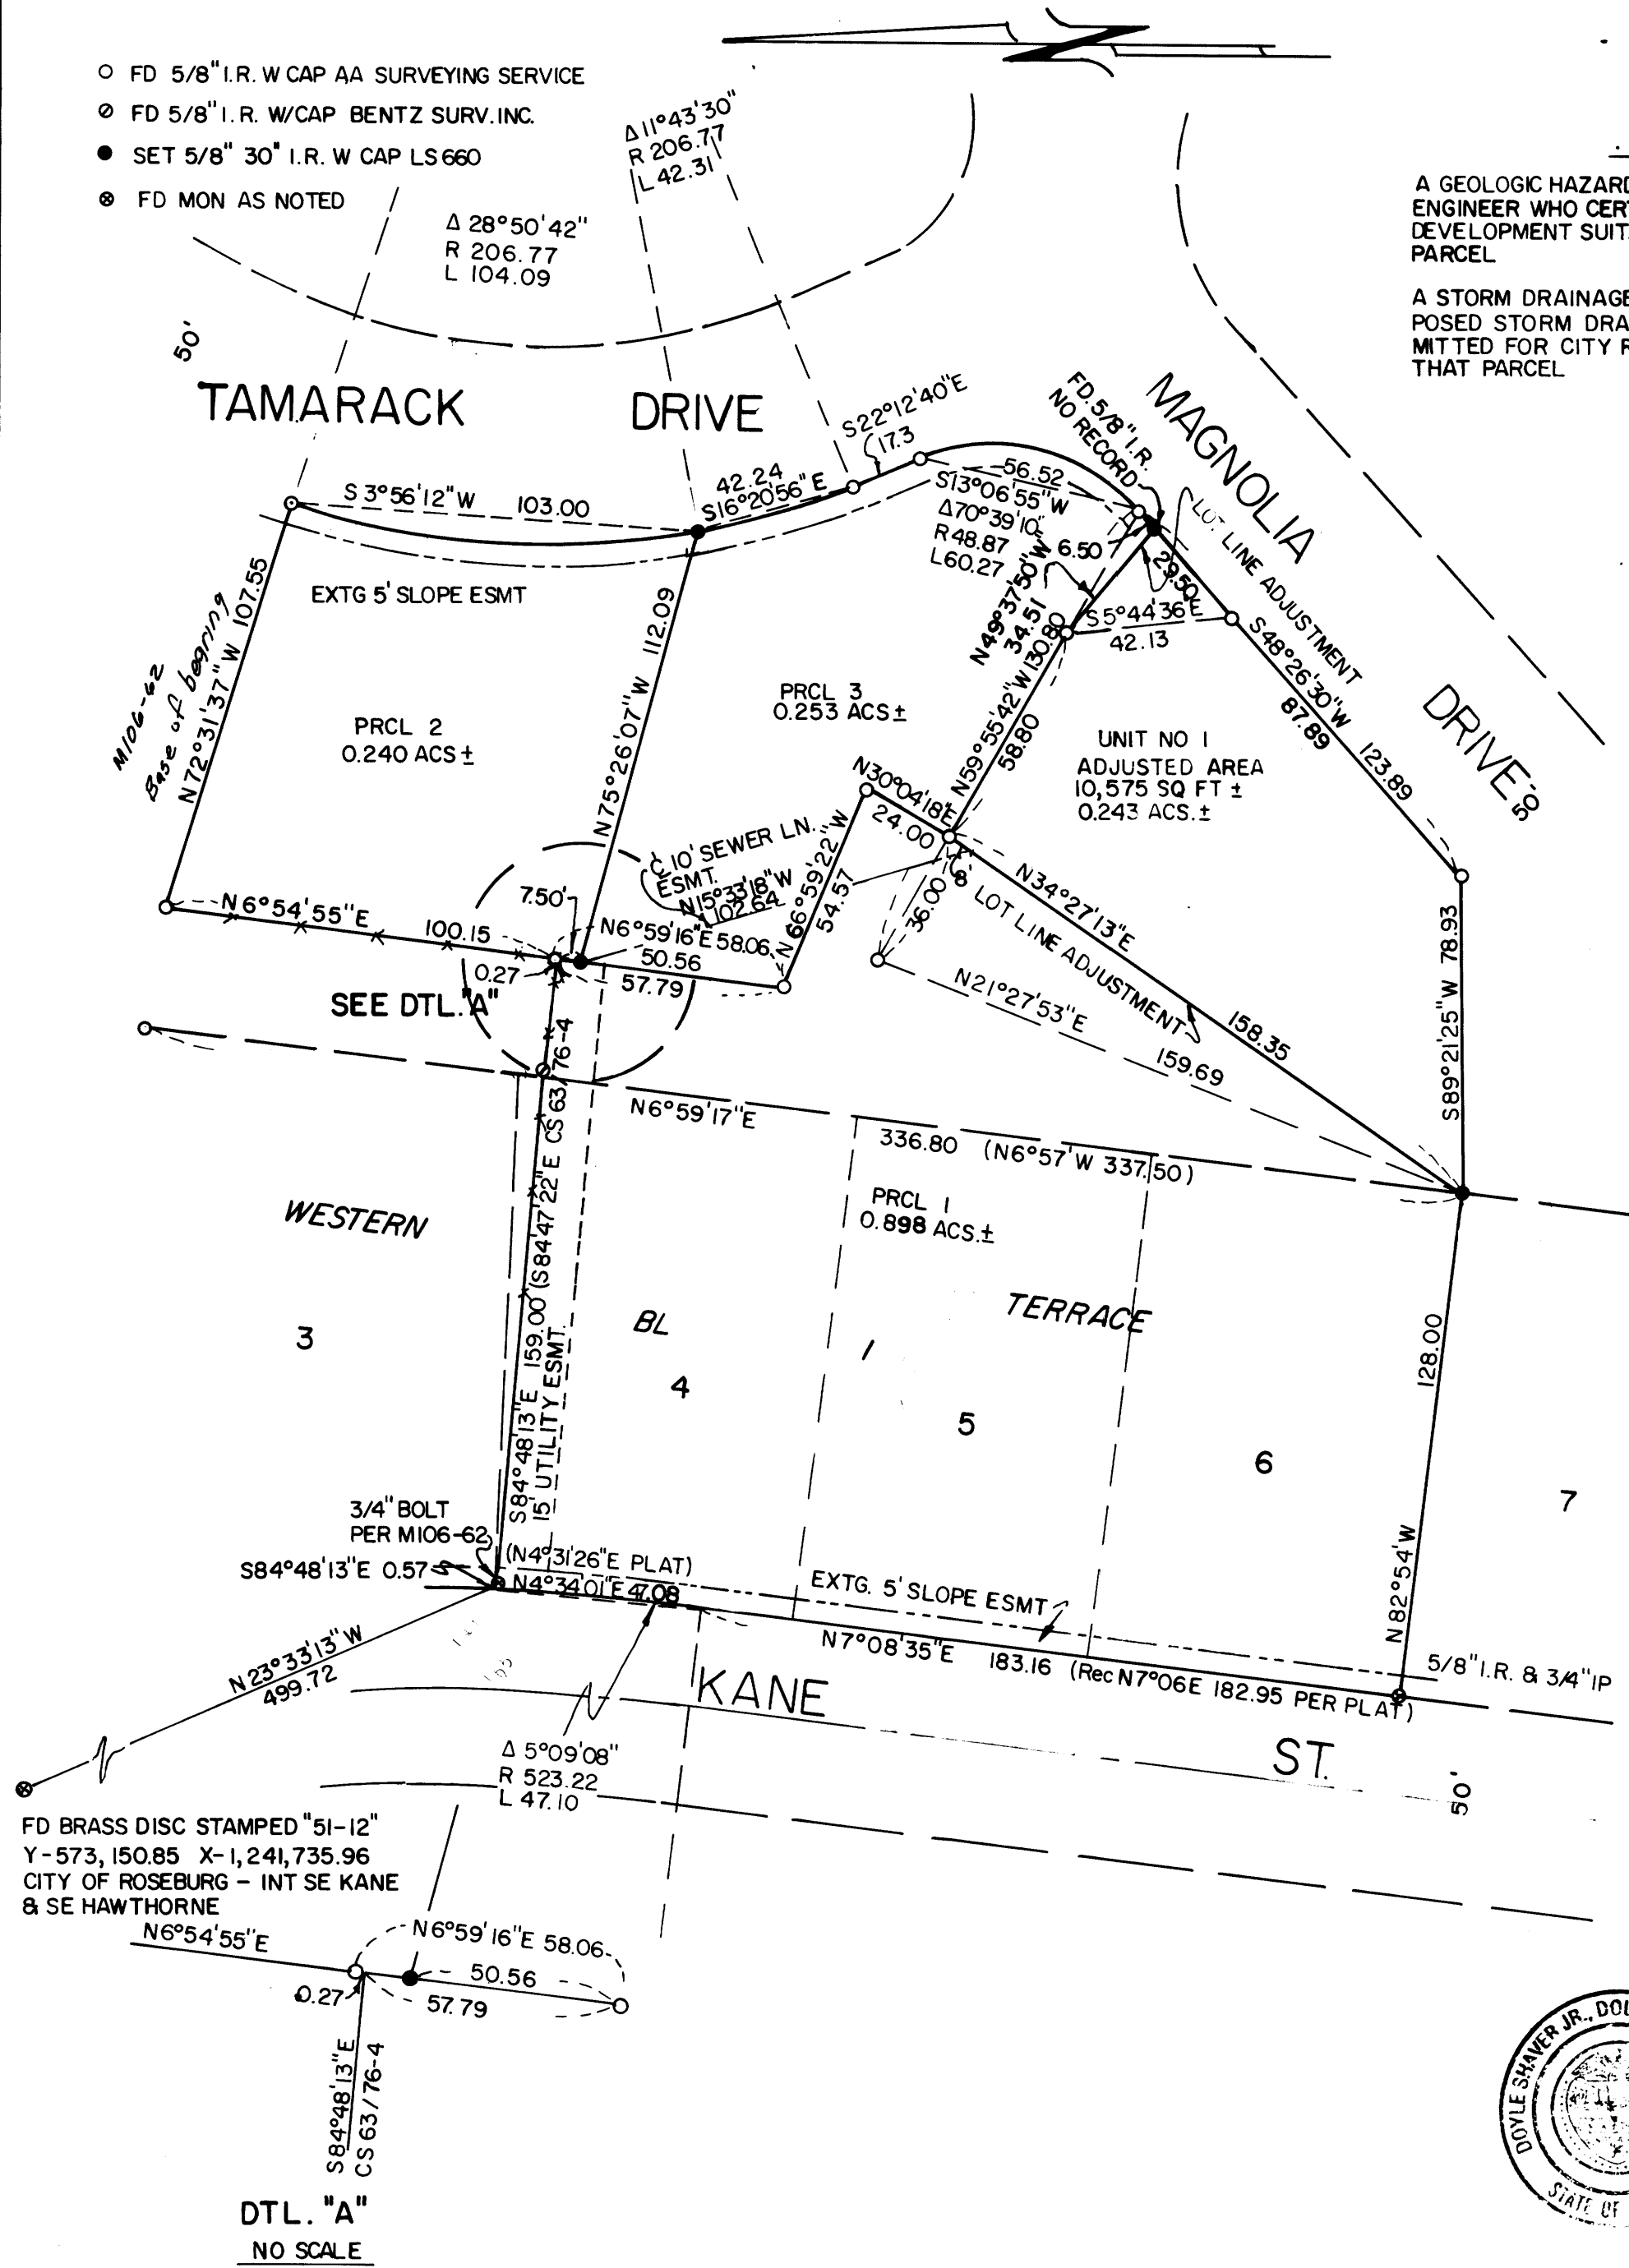 FD 5/8" I.R. W CAP AA SURVEYING SERVICE
FD 5/8" I.R. W/CAP BENTZ SURV. INC.
SET 5/8" 30" I.R. W CAP LS 660
FD MON AS NOTED
Δ 11°43'30"
R 206.77
L 42.31
Δ 28°50'42"
R 206.77
L 104.09
A GEOLOGIC HAZARD
ENGINEER WHO CERT
DEVELOPMENT SUIT
PARCEL
A STORM DRAINAGE
POSED STORM DRA
MITTED FOR CITY R
THAT PARCEL
50'
TAMARACK DRIVE
MAGNOLIA DRIVE
50'
S22°12'40"E
17.3
FD. 5/8" I.R.
NO RECORD
S 3°56'12"W 103.00
42.24
S16°20'56"E
56.52
S13°06'55"W
Δ70°39'10"
R48.87
L60.27
6.50
29.50
LOT LINE ADJUSTMENT
N49°37'50"W
34.51
S5°44'36"E
42.13
S48°26'30"W 123.89
87.89
EXTG 5' SLOPE ESMT
M106-62
Base of bearing
N72°31'37"W 107.55
N75°26'07"W 112.09
PRCL 2
0.240 ACS ±
PRCL 3
0.253 ACS ±
N59°55'42"W 130.80
58.80
UNIT NO 1
ADJUSTED AREA
10,575 SQ FT ±
0.243 ACS. ±
N30°04'18"E
24.00
℄ 10' SEWER LN.
ESMT.
N15°33'18"W
102.64
N 66°59'22"W
54.57
36.00
8
N34°27'13"E
158.35
LOT LINE ADJUSTMENT
N21°27'53"E
159.69
S89°21'25"W 78.93
N6°54'55"E
100.15
7.50'
N6°59'16"E 58.06
50.56
57.79
0.27
SEE DTL. "A"
N6°59'17"E
336.80 (N6°57'W 337.50)
PRCL 1
0.898 ACS. ±
WESTERN
TERRACE
BL
1
3
4
5
6
7
S84°48'13"E 159.00 (S84°47'22"E CS 63/76-4
15' UTILITY ESMT.
128.00
N82°54'W
3/4" BOLT
PER M106-62
S84°48'13"E 0.57
(N4°31'26"E PLAT)
N4°34'01"E 47.08
EXTG. 5' SLOPE ESMT
N7°08'35"E 183.16 (Rec N7°06E 182.95 PER PLAT)
5/8" I.R. & 3/4" IP
N23°33'13"W
499.72
KANE ST.
50'
Δ 5°09'08"
R 523.22
L 47.10
FD BRASS DISC STAMPED "51-12"
Y-573,150.85 X-1,241,735.96
CITY OF ROSEBURG - INT SE KANE
& SE HAWTHORNE
N6°54'55"E
N6°59'16"E 58.06
50.56
0.27
57.79
S84°48'13"E
CS 63/76-4
DTL. "A"
NO SCALE
DOYLE SHAVER JR., DOU
STATE OF